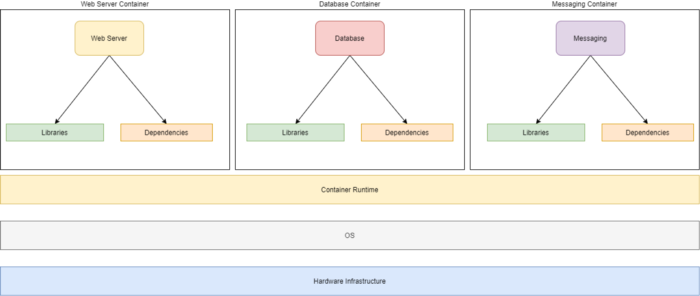 Web Server Container
Database Container
Messaging Container
Web Server
Database
Messaging
Libraries
Dependencies
Libraries
Dependencies
Libraries
Dependencies
Container Runtime
OS
Hardware Infrastructure